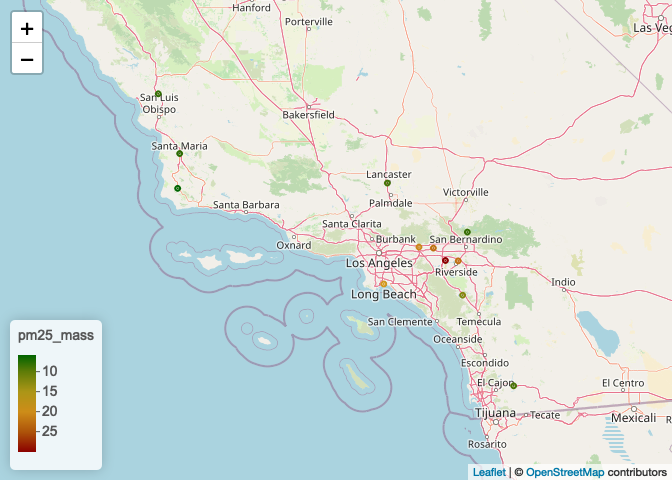 +
−
Hanford
Porterville
Las Veg
San Luis
Obispo
Bakersfield
Santa Maria
Lancaster
Palmdale
Victorville
Santa Barbara
Santa Clarita
Oxnard
Burbank
San Bernardino
Los Angeles
Riverside
Indio
Long Beach
San Clemente
Temecula
Oceanside
Escondido
El Cajon
El Centro
Tijuana
Tecate
Mexicali
Rosarito
pm25_mass
10
15
20
25
Leaflet | © OpenStreetMap contributors